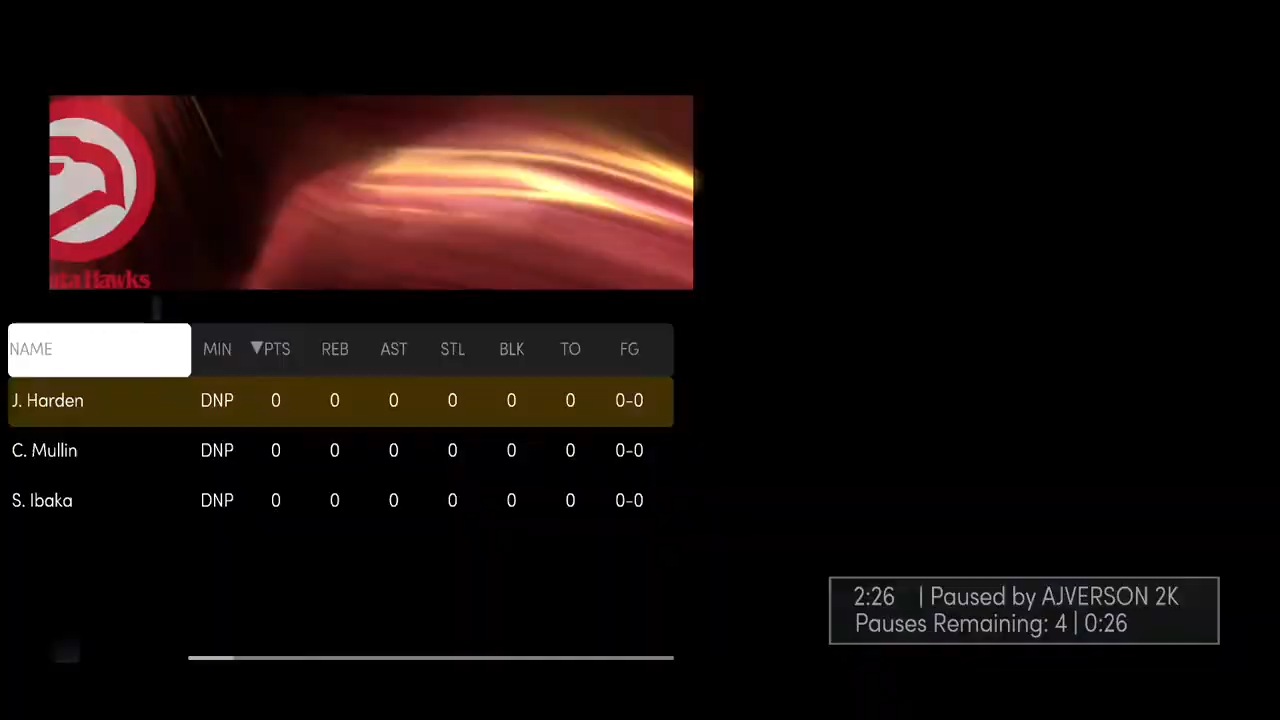 Hawks
NAME MIN ▼PTS REB AST STL BLK TO FG
J. Harden DNP 0 0 0 0 0 0 0-0
C. Mullin DNP 0 0 0 0 0 0 0-0
S. Ibaka DNP 0 0 0 0 0 0 0-0
2:26 | Paused by AJVERSON 2K
Pauses Remaining: 4 | 0:26